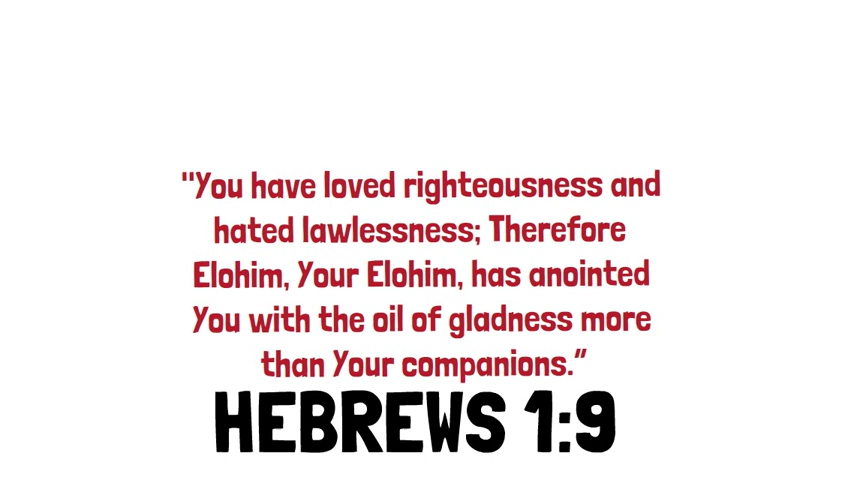 "You have loved righteousness and
hated lawlessness; Therefore
Elohim, Your Elohim, has anointed
You with the oil of gladness more
than Your companions.”
HEBREWS 1:9